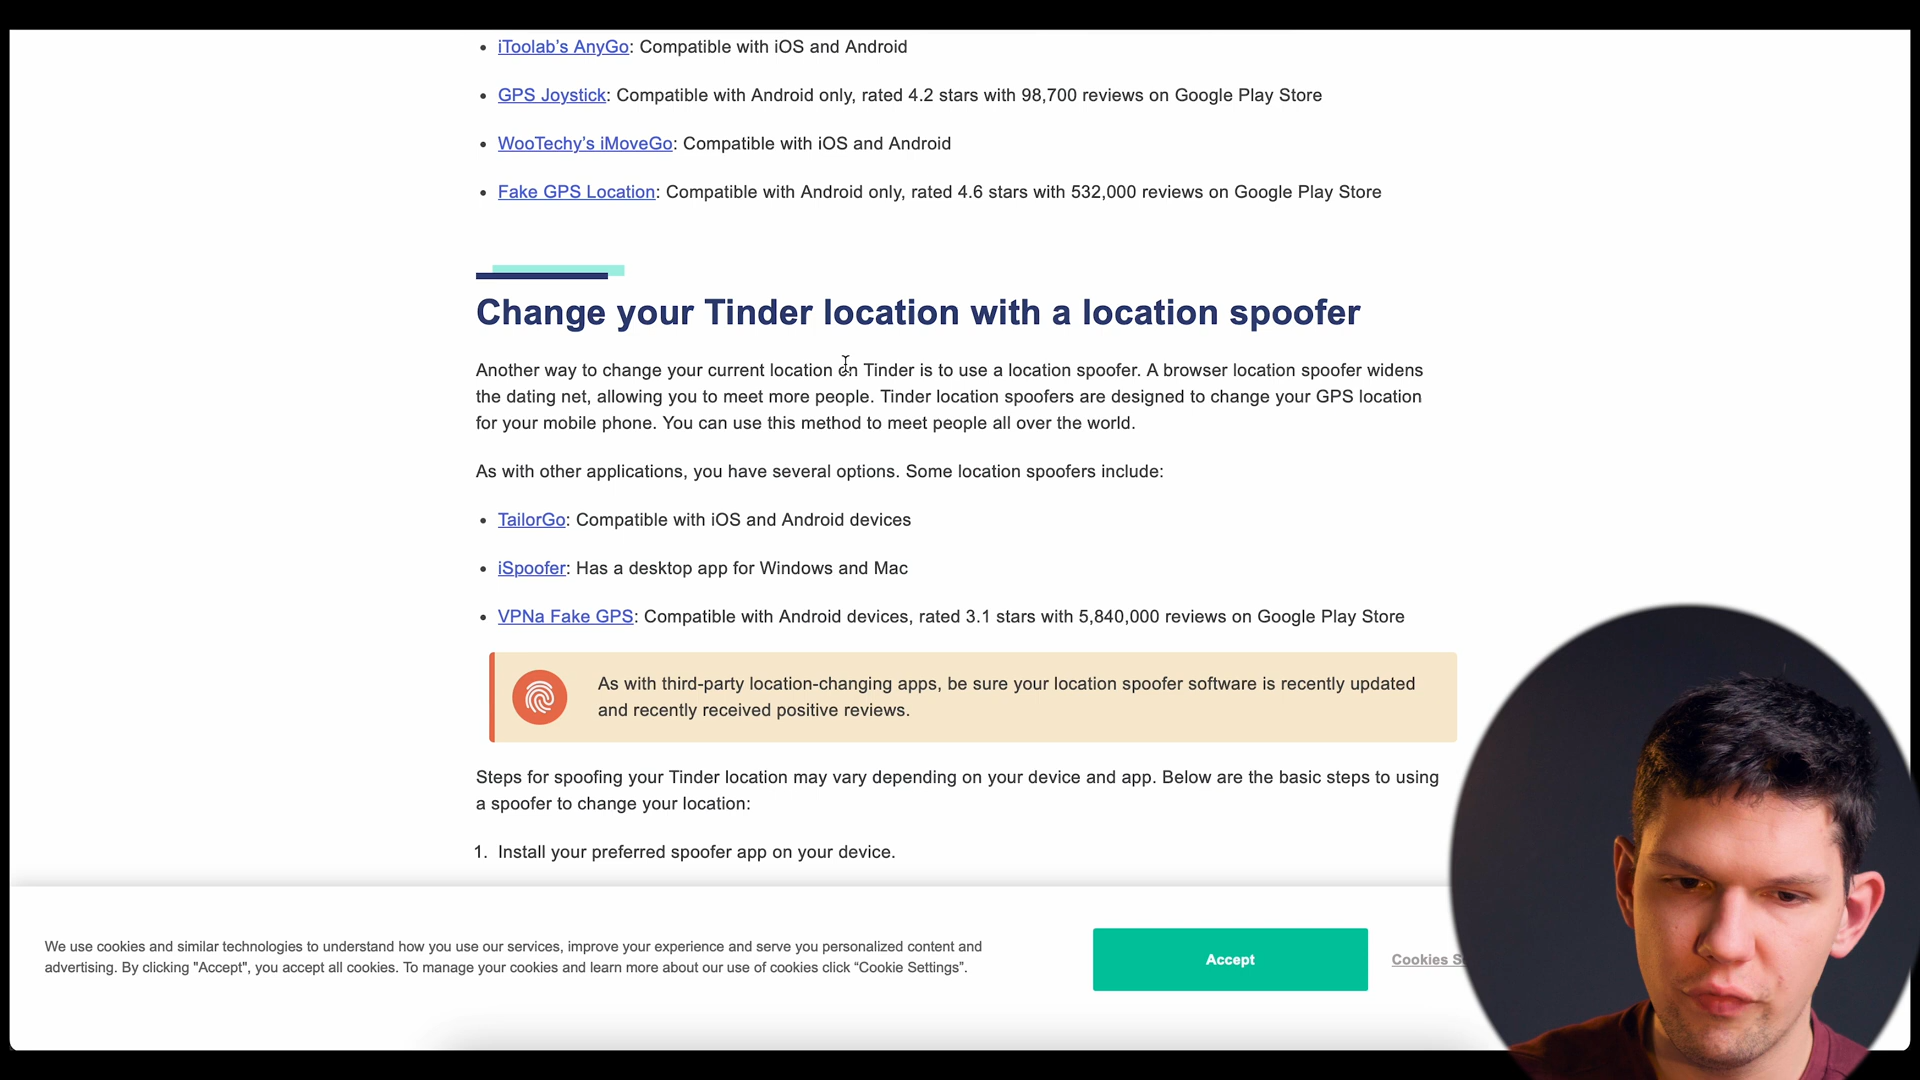 • iToolab’s AnyGo: Compatible with iOS and Android
• GPS Joystick: Compatible with Android only, rated 4.2 stars with 98,700 reviews on Google Play Store
• WooTechy’s iMoveGo: Compatible with iOS and Android
• Fake GPS Location: Compatible with Android only, rated 4.6 stars with 532,000 reviews on Google Play Store
Change your Tinder location with a location spoofer
Another way to change your current location on Tinder is to use a location spoofer. A browser location spoofer widens
the dating net, allowing you to meet more people. Tinder location spoofers are designed to change your GPS location
for your mobile phone. You can use this method to meet people all over the world.
As with other applications, you have several options. Some location spoofers include:
• TailorGo: Compatible with iOS and Android devices
• iSpoofer: Has a desktop app for Windows and Mac
• VPNa Fake GPS: Compatible with Android devices, rated 3.1 stars with 5,840,000 reviews on Google Play Store
As with third-party location-changing apps, be sure your location spoofer software is recently updated
and recently received positive reviews.
Steps for spoofing your Tinder location may vary depending on your device and app. Below are the basic steps to using
a spoofer to change your location:
1. Install your preferred spoofer app on your device.
We use cookies and similar technologies to understand how you use our services, improve your experience and serve you personalized content and
advertising. By clicking "Accept", you accept all cookies. To manage your cookies and learn more about our use of cookies click “Cookie Settings”.
Accept
Cookies